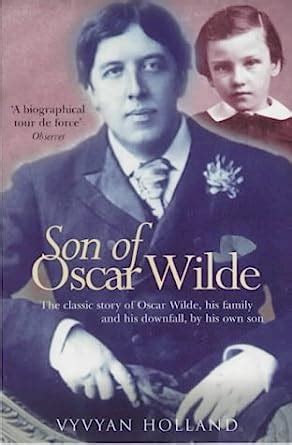 'A biographical
tour de force'
Observer
Son of
Oscar Wilde
The classic story of Oscar Wilde, his family
and his downfall, by his own son
VYVYAN HOLLAND